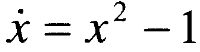 ẋ = x² − 1